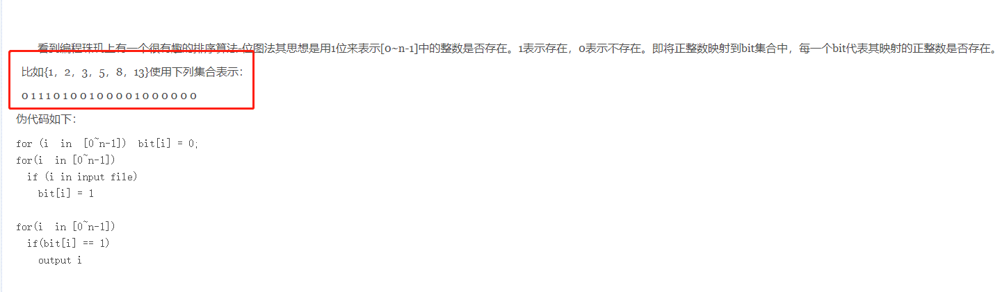 看到编程珠玑上有一个很有趣的排序算法-位图法其思想是用1位来表示[0~n-1]中的整数是否存在。1表示存在，0表示不存在。即将正整数映射到bit集合中，每一个bit代表其映射的正整数是否存在。
比如{1，2，3，5，8，13}使用下列集合表示：
0 1 1 1 0 1 0 0 1 0 0 0 0 1 0 0 0 0 0 0
伪代码如下：
for (i  in  [0~n-1])  bit[i] = 0;
for(i  in [0~n-1])
  if (i in input file)
    bit[i] = 1
for(i  in [0~n-1])
  if(bit[i] == 1)
    output i